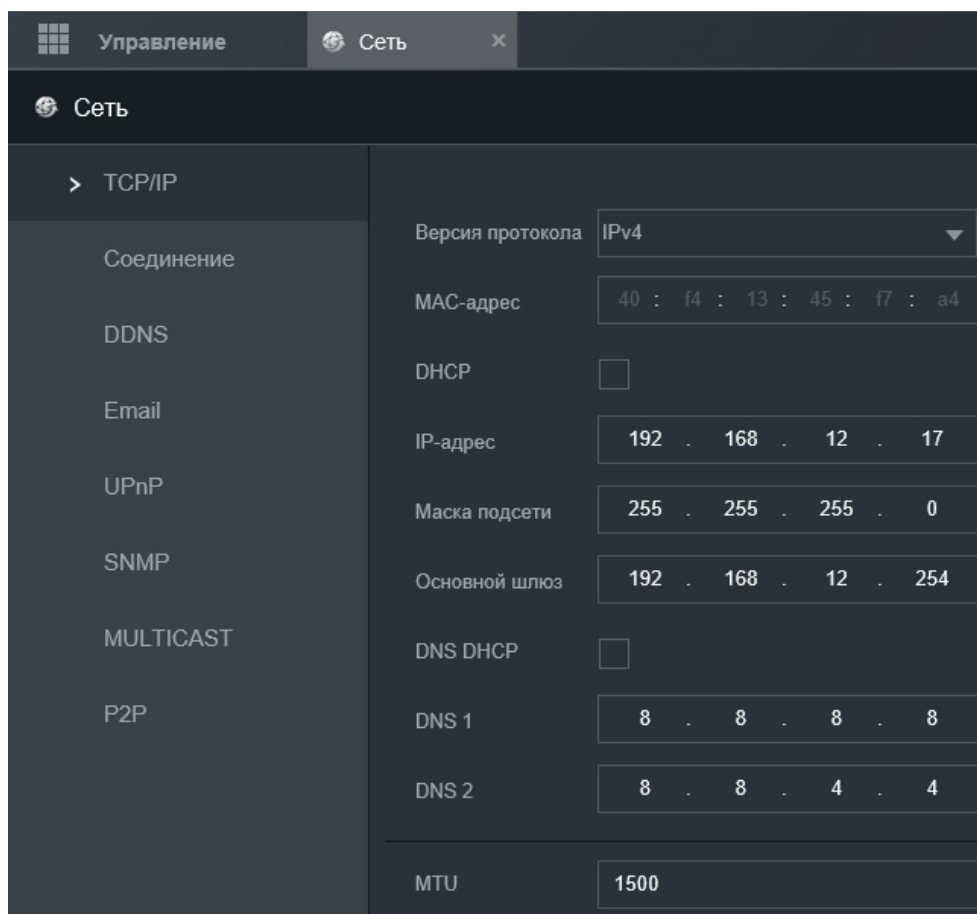 Управление
Сеть ×
Сеть
> TCP/IP
Соединение
DDNS
Email
UPnP
SNMP
MULTICAST
P2P
Версия протокола IPv4
MAC-адрес 40 : f4 : 13 : 45 : f7 : a4
DHCP
IP-адрес 192 . 168 . 12 . 17
Маска подсети 255 . 255 . 255 . 0
Основной шлюз 192 . 168 . 12 . 254
DNS DHCP
DNS 1 8 . 8 . 8 . 8
DNS 2 8 . 8 . 4 . 4
MTU 1500